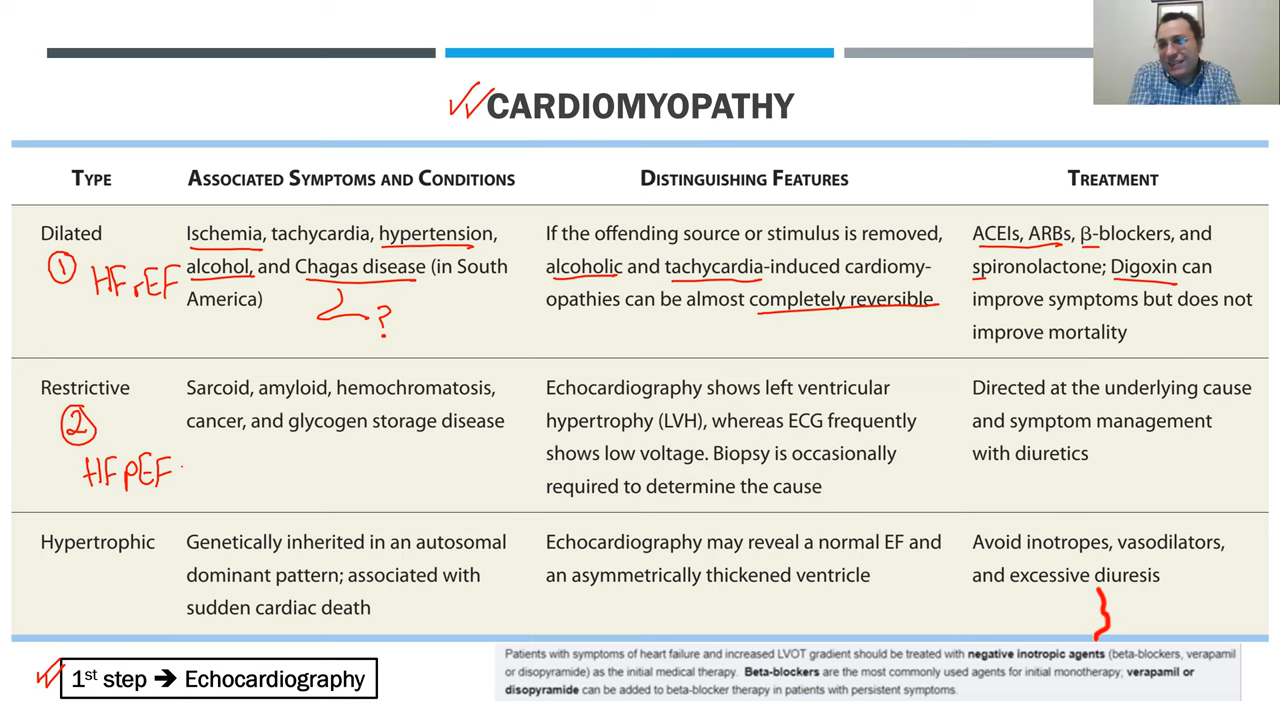 CARDIOMYOPATHY
TYPE ASSOCIATED SYMPTOMS AND CONDITIONS DISTINGUISHING FEATURES TREATMENT
Dilated
① HFrEF
Ischemia, tachycardia, hypertension,
alcohol, and Chagas disease (in South
America)
?
If the offending source or stimulus is removed,
alcoholic and tachycardia-induced cardiomy-
opathies can be almost completely reversible
ACEIs, ARBs, β-blockers, and
spironolactone; Digoxin can
improve symptoms but does not
improve mortality
Restrictive
② HFpEF
Sarcoid, amyloid, hemochromatosis,
cancer, and glycogen storage disease
Echocardiography shows left ventricular
hypertrophy (LVH), whereas ECG frequently
shows low voltage. Biopsy is occasionally
required to determine the cause
Directed at the underlying cause
and symptom management
with diuretics
Hypertrophic
Genetically inherited in an autosomal
dominant pattern; associated with
sudden cardiac death
Echocardiography may reveal a normal EF and
an asymmetrically thickened ventricle
Avoid inotropes, vasodilators,
and excessive diuresis
1st step ➔ Echocardiography
Patients with symptoms of heart failure and increased LVOT gradient should be treated with negative inotropic agents (beta-blockers, verapamil
or disopyramide) as the initial medical therapy. Beta-blockers are the most commonly used agents for initial monotherapy; verapamil or
disopyramide can be added to beta-blocker therapy in patients with persistent symptoms.